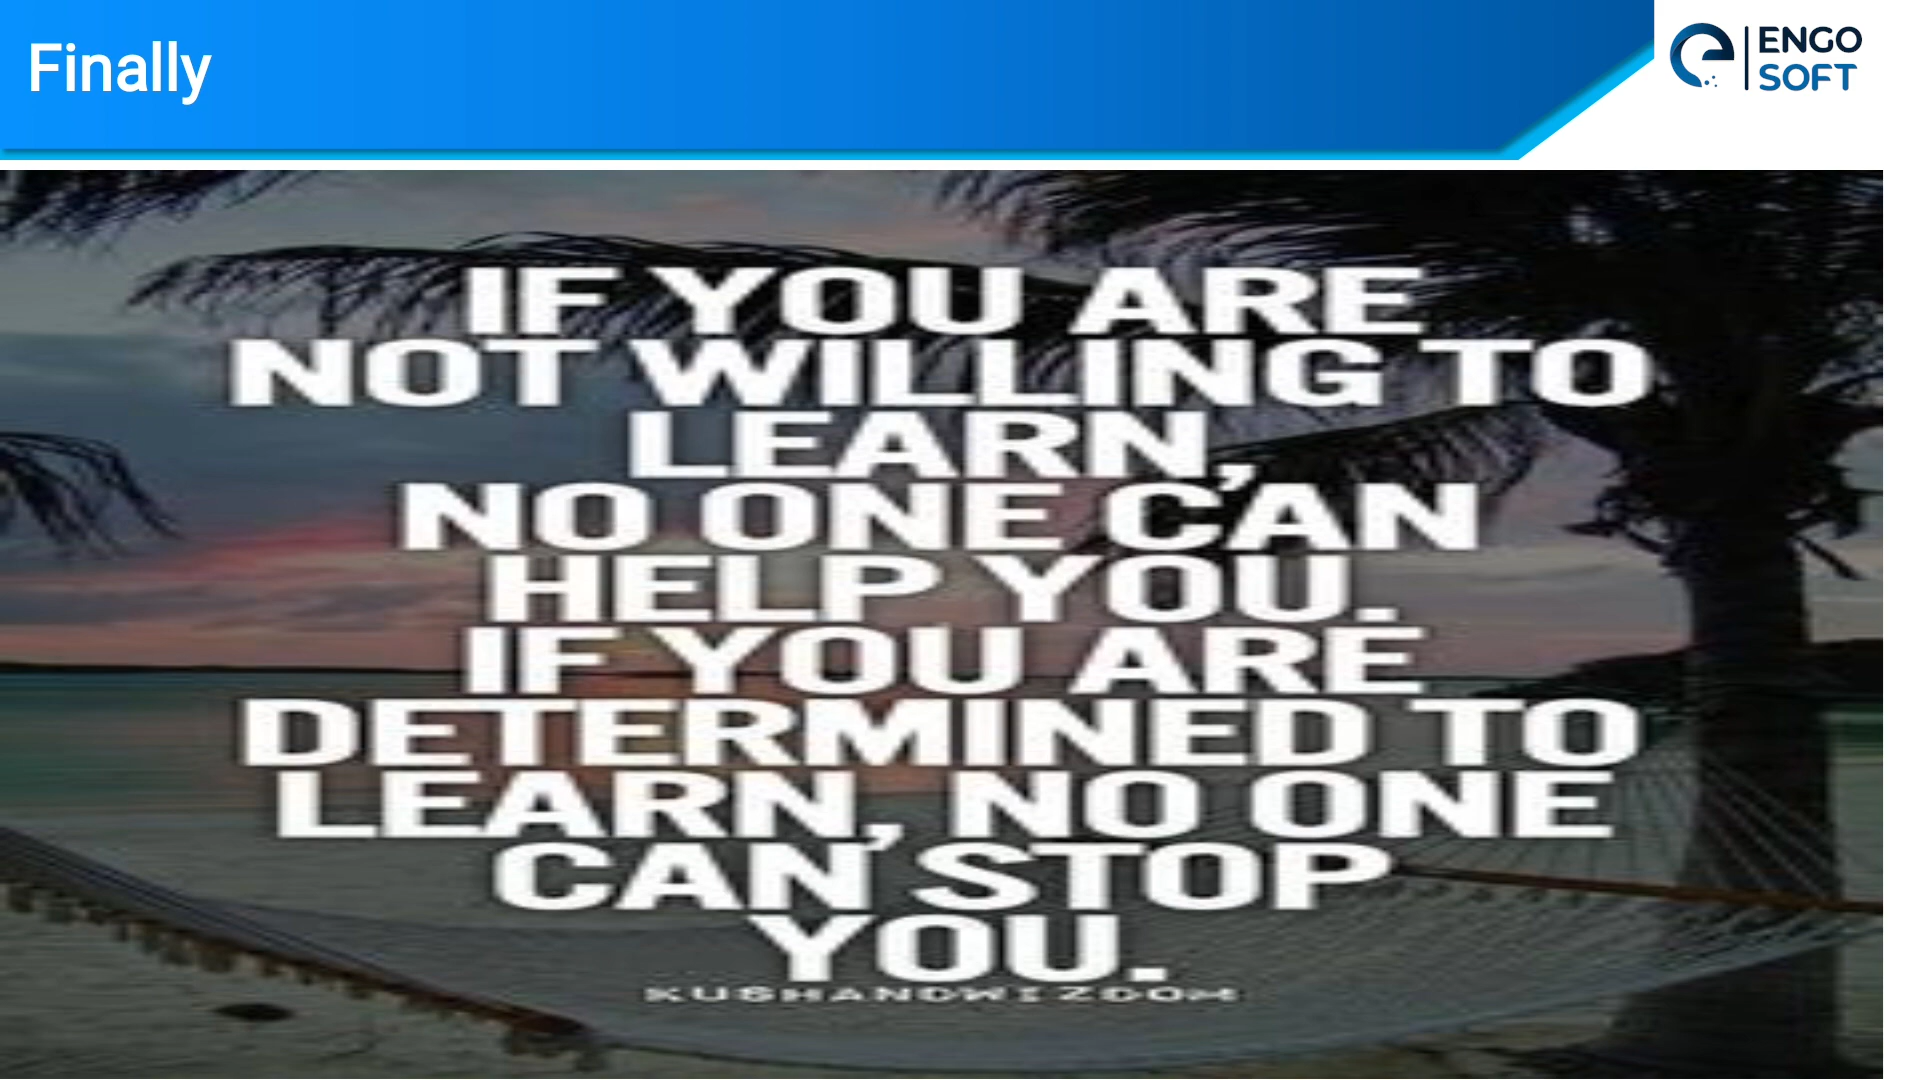 Finally
ENGO
SOFT
IF YOU ARE
NOT WILLING TO
LEARN,
NO ONE CAN
HELP YOU.
IF YOU ARE
DETERMINED TO
LEARN, NO ONE
CAN STOP
YOU.
KUSHANDWIZDOM